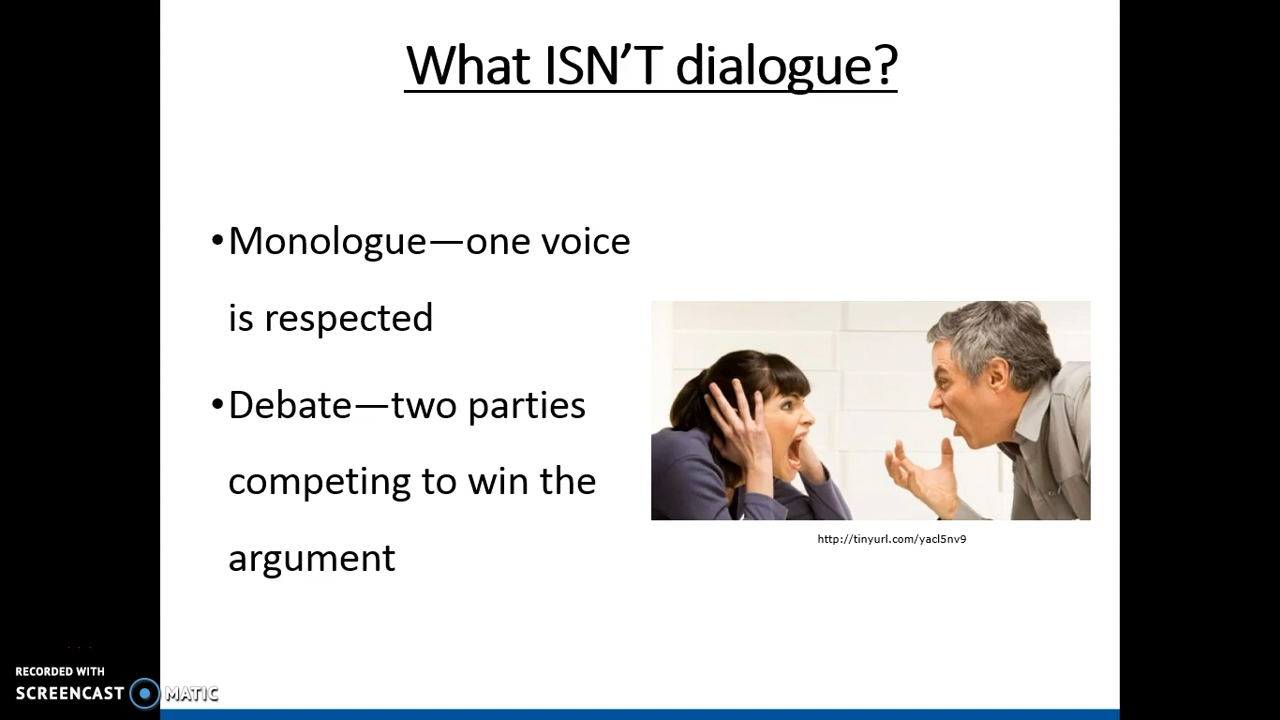 What ISN’T dialogue?
•Monologue—one voice
is respected
•Debate—two parties
competing to win the
argument
http://tinyurl.com/yacl5nv9
RECORDED WITH
SCREENCAST MATIC